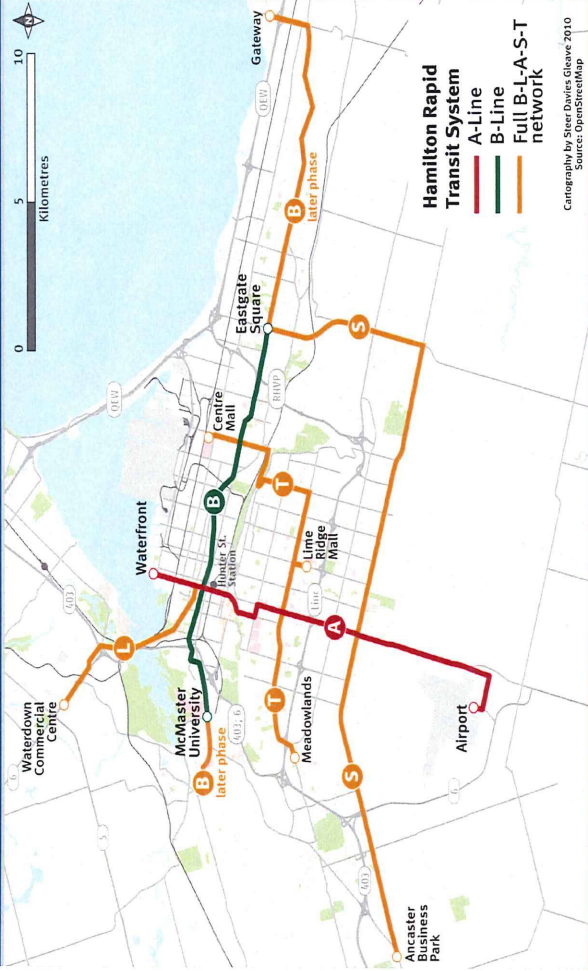 Waterdown
Commercial
Centre
L
403
6
5
Waterfront
QEW
QEW
Gateway
0
5
10
Kilometres
N
McMaster
University
B
later phase
403; 6
Hunter St.
Station
B
Centre
Mall
Eastgate
Square
RHVP
B
later phase
T
Meadowlands
Linc
Lime
Ridge
Mall
T
A
S
S
Airport
6
403
Ancaster
Business
Park
Hamilton Rapid
Transit System
A-Line
B-Line
Full B-L-A-S-T
network
Cartography by Steer Davies Gleave 2010
Source: OpenStreetMap